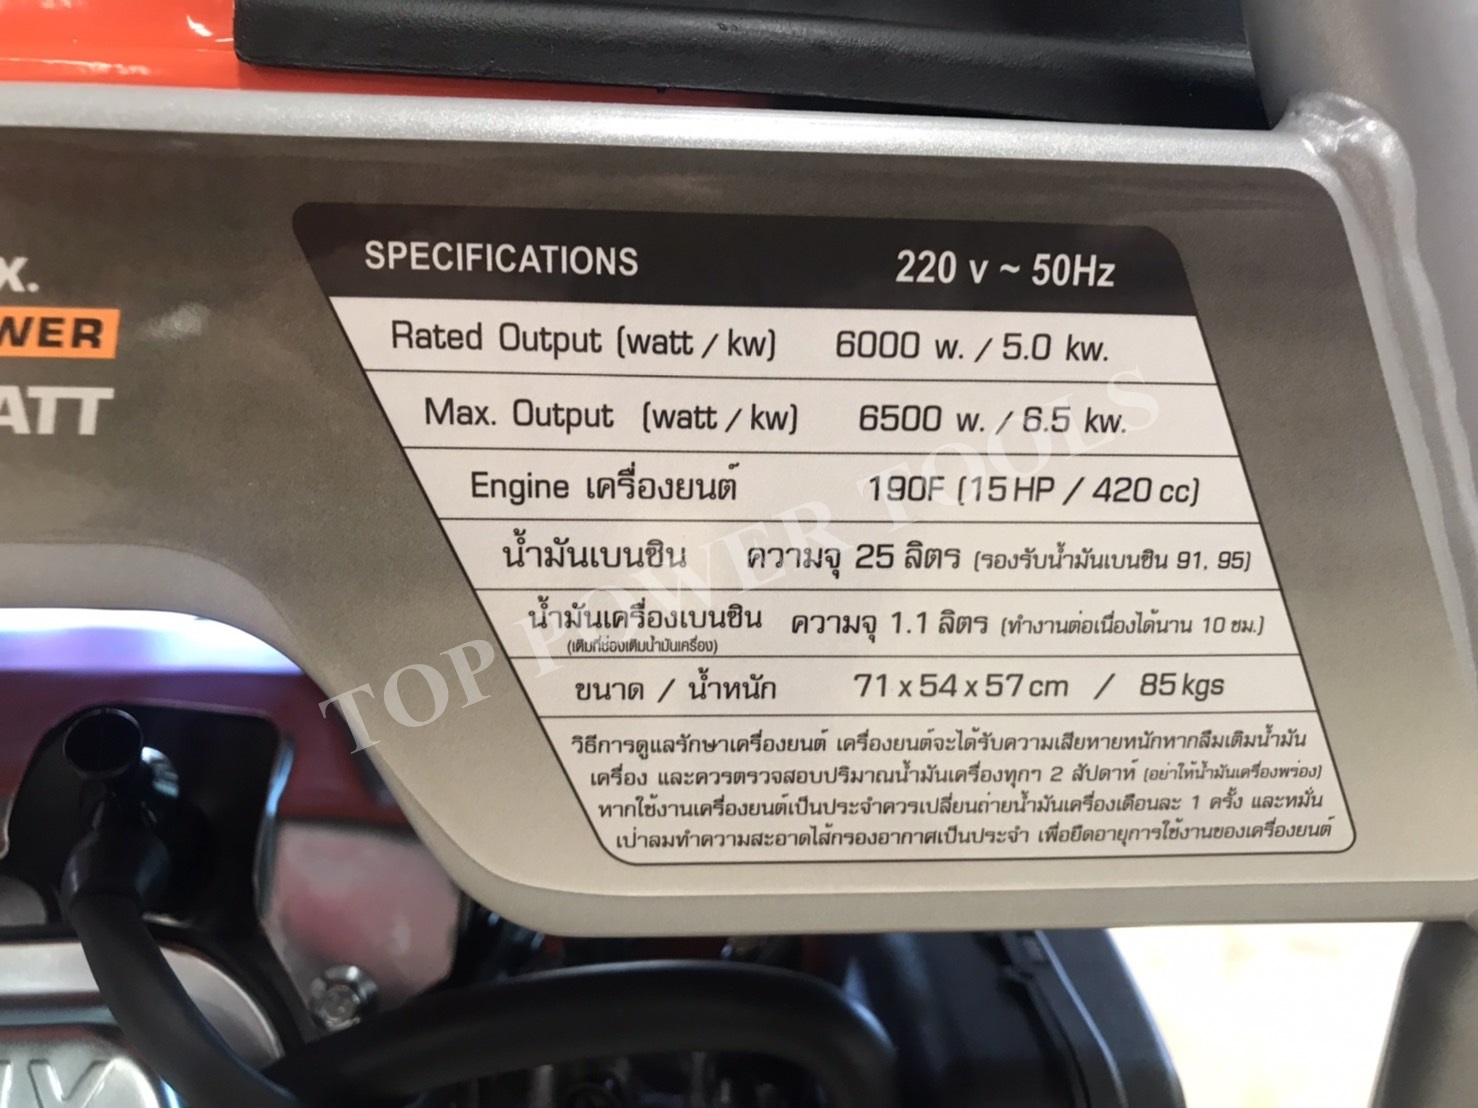 X.
WER
ATT
SPECIFICATIONS 220 v ~ 50Hz
Rated Output (watt / kw) 6000 w. / 5.0 kw.
Max. Output (watt / kw) 6500 w. / 6.5 kw.
Engine เครื่องยนต์ 190F (15HP / 420 cc)
น้ำมันเบนซิน ความจุ 25 ลิตร (รองรับน้ำมันเบนซิน 91, 95)
น้ำมันเครื่องเบนซิน ความจุ 1.1 ลิตร (ทำงานต่อเนื่องได้นาน 10 ชม.)
(เติมที่ช่องเติมน้ำมันเครื่อง)
ขนาด / น้ำหนัก 71 x 54 x 57 cm / 85 kgs
วิธีการดูแลรักษาเครื่องยนต์ เครื่องยนต์จะได้รับความเสียหายหนักหากลืมเติมน้ำมัน
เครื่อง และควรตรวจสอบปริมาณน้ำมันเครื่องทุกๆ 2 สัปดาห์ (อย่าให้น้ำมันเครื่องพร่อง)
หากใช้งานเครื่องยนต์เป็นประจำควรเปลี่ยนถ่ายน้ำมันเครื่องเดือนละ 1 ครั้ง และหมั่น
เป่าลมทำความสะอาดไส้กรองอากาศเป็นประจำ เพื่อยืดอายุการใช้งานของเครื่องยนต์
TOP POWER TOOLS